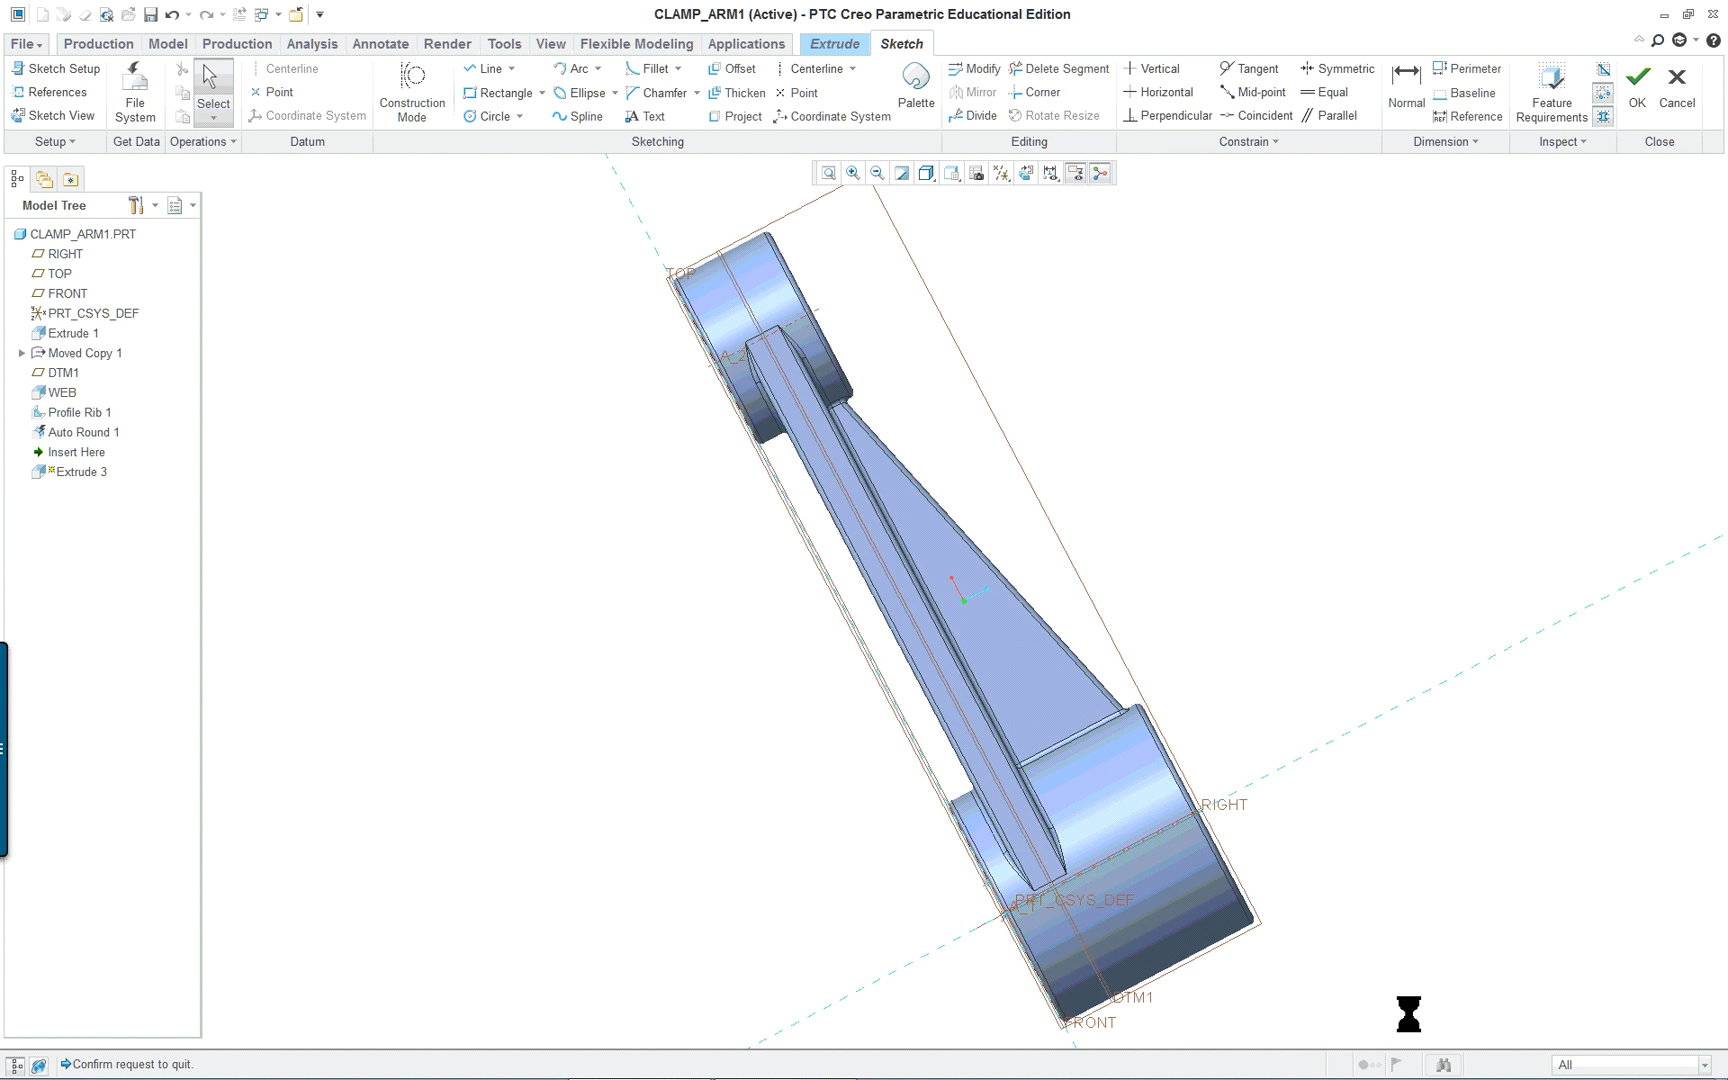 CLAMP_ARM1 (Active) - PTC Creo Parametric Educational Edition
File Production Model Production Analysis Annotate Render Tools View Flexible Modeling Applications Extrude Sketch
Sketch Setup
References
Sketch View
Setup
File System
Get Data
Select
Operations
Centerline
Point
Coordinate System
Datum
Construction Mode
Line Arc Fillet Offset Centerline
Rectangle Ellipse Chamfer Thicken Point
Circle Spline Text Project Coordinate System
Palette
Sketching
Modify Delete Segment
Mirror Corner
Divide Rotate Resize
Editing
Vertical Tangent Symmetric
Horizontal Mid-point Equal
Perpendicular Coincident Parallel
Constrain
Normal
Perimeter
Baseline
Reference
Dimension
Feature Requirements
Inspect
OK
Cancel
Close
Model Tree
CLAMP_ARM1.PRT
RIGHT
TOP
FRONT
PRT_CSYS_DEF
Extrude 1
Moved Copy 1
DTM1
WEB
Profile Rib 1
Auto Round 1
Insert Here
Extrude 3
TOP
A_2
RIGHT
PRT_CSYS_DEF
A_1
DTM1
FRONT
Confirm request to quit.
All